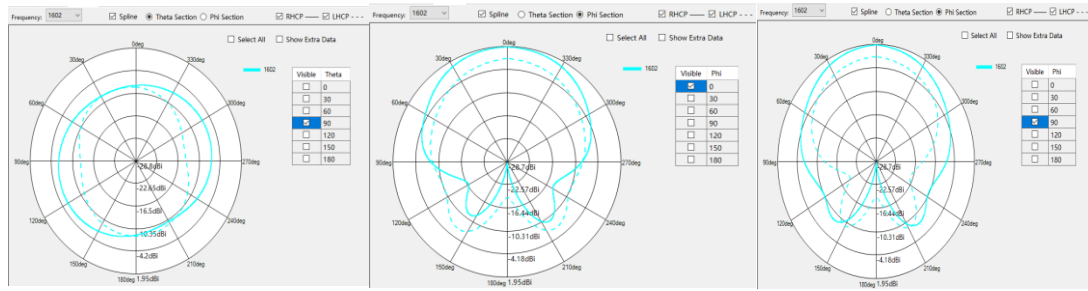 Frequency: 1602 Spline Theta Section Phi Section RHCP —— LHCP - - -
Select All Show Extra Data
0deg
30deg
330deg
1602
Visible Theta
0
30
60
90
120
150
180
60deg
300deg
90deg
270deg
-28.8dBi
-22.65dBi
-16.5dBi
-10.35dBi
-4.2dBi
120deg
240deg
150deg
210deg
180deg 1.95dBi
Frequency: 1602 Spline Theta Section Phi Section RHCP —— LHCP - - -
Select All Show Extra Data
0deg
30deg
330deg
1602
Visible Phi
0
30
60
90
120
150
180
60deg
300deg
90deg
270deg
-28.7dBi
-22.57dBi
-16.44dBi
-10.31dBi
-4.18dBi
120deg
240deg
150deg
210deg
180deg 1.95dBi
Frequency: 1602 Spline Theta Section Phi Section RHCP —— LHCP - - -
Select All Show Extra Data
0deg
30deg
330deg
1602
Visible Phi
0
30
60
90
120
150
180
60deg
300deg
90deg
270deg
-28.7dBi
-22.57dBi
-16.44dBi
-10.31dBi
-4.18dBi
120deg
240deg
150deg
210deg
180deg 1.95dBi